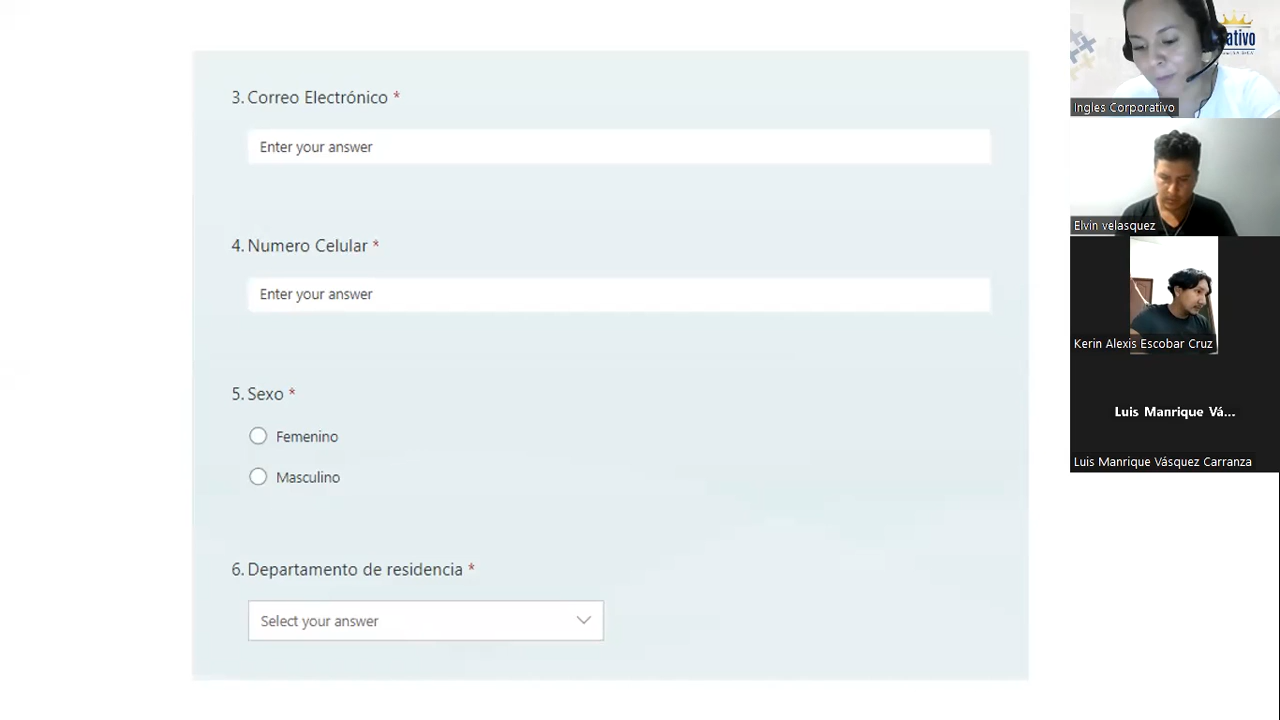 3. Correo Electrónico *
Enter your answer
4. Numero Celular *
Enter your answer
5. Sexo *
Femenino
Masculino
6. Departamento de residencia *
Select your answer
ativo
Ingles Corporativo
Elvin velasquez
Kerin Alexis Escobar Cruz
Luis Manrique Vá...
Luis Manrique Vásquez Carranza